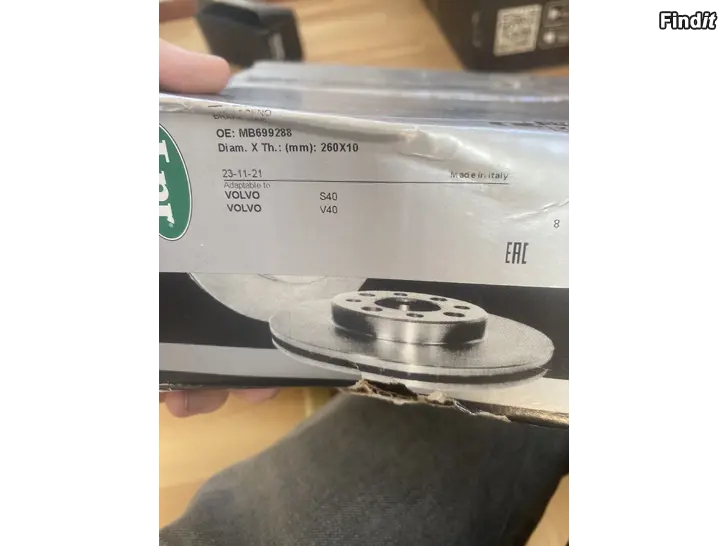 Findit
OE: MB699288
Diam. X Th.: (mm): 260X10
23-11-21
Made in Italy
Adaptable to
VOLVO S40
VOLVO V40
8
EAC
Lpr